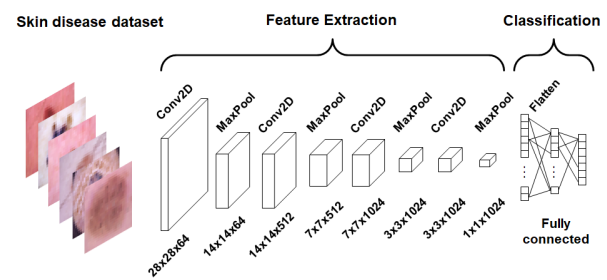 Skin disease dataset
Feature Extraction
Classification
Conv2D
MaxPool
Conv2D
MaxPool
Conv2D
MaxPool
Conv2D
MaxPool
Flatten
28x28x64
14x14x64
14x14x512
7x7x512
7x7x1024
3x3x1024
3x3x1024
1x1x1024
Fully
connected